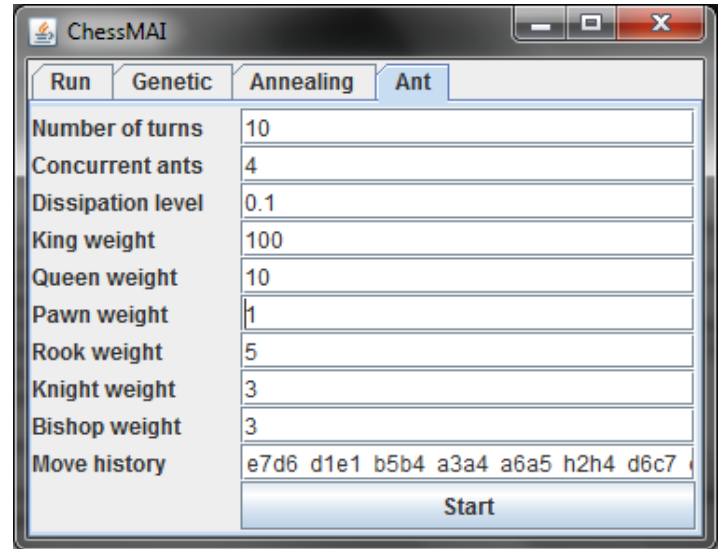 ChessMAI
Run Genetic Annealing Ant
Number of turns 10
Concurrent ants 4
Dissipation level 0.1
King weight 100
Queen weight 10
Pawn weight 1
Rook weight 5
Knight weight 3
Bishop weight 3
Move history e7d6 d1e1 b5b4 a3a4 a6a5 h2h4 d6c7
Start